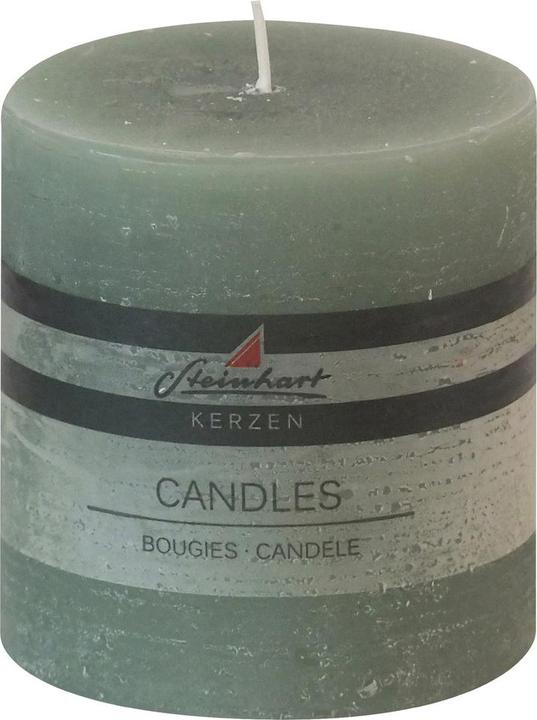 Steinhart
KERZEN
CANDLES
BOUGIES · CANDELE